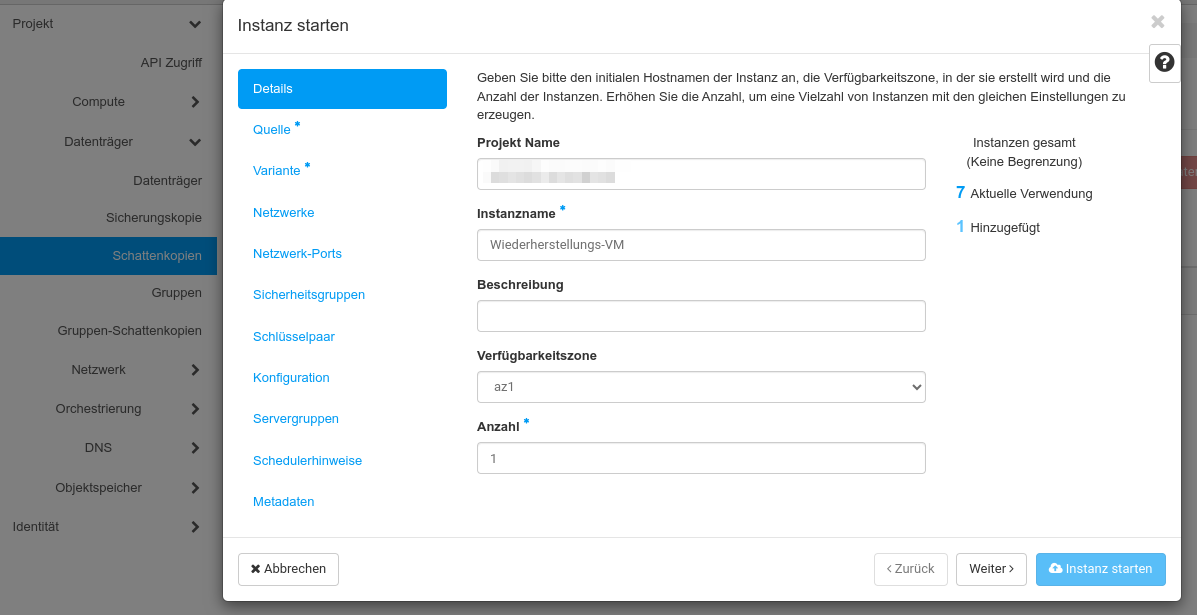 Projekt
API Zugriff
Compute
Datenträger
Datenträger
Sicherungskopie
Schattenkopien
Gruppen
Gruppen-Schattenkopien
Netzwerk
Orchestrierung
DNS
Objektspeicher
Identität
Instanz starten
Details
Quelle *
Variante *
Netzwerke
Netzwerk-Ports
Sicherheitsgruppen
Schlüsselpaar
Konfiguration
Servergruppen
Schedulerhinweise
Metadaten
Geben Sie bitte den initialen Hostnamen der Instanz an, die Verfügbarkeitszone, in der sie erstellt wird und die
Anzahl der Instanzen. Erhöhen Sie die Anzahl, um eine Vielzahl von Instanzen mit den gleichen Einstellungen zu
erzeugen.
Projekt Name
Instanzname *
Wiederherstellungs-VM
Beschreibung
Verfügbarkeitszone
az1
Anzahl *
1
Instanzen gesamt
(Keine Begrenzung)
7 Aktuelle Verwendung
1 Hinzugefügt
✖ Abbrechen
‹ Zurück
Weiter ›
Instanz starten